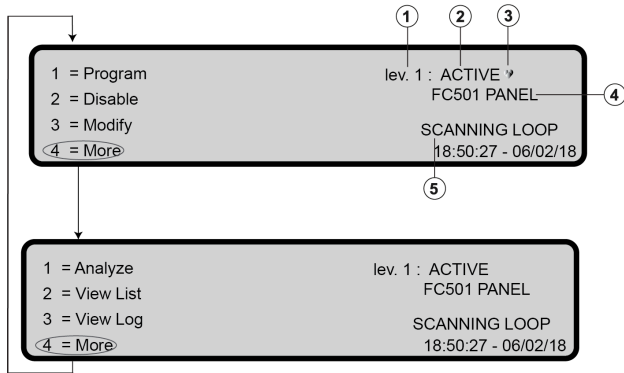 1 2 3
1 = Program lev. 1 : ACTIVE
2 = Disable FC501 PANEL 4
3 = Modify SCANNING LOOP
4 = More 18:50:27 - 06/02/18
5
1 = Analyze lev. 1 : ACTIVE
2 = View List FC501 PANEL
3 = View Log SCANNING LOOP
4 = More 18:50:27 - 06/02/18